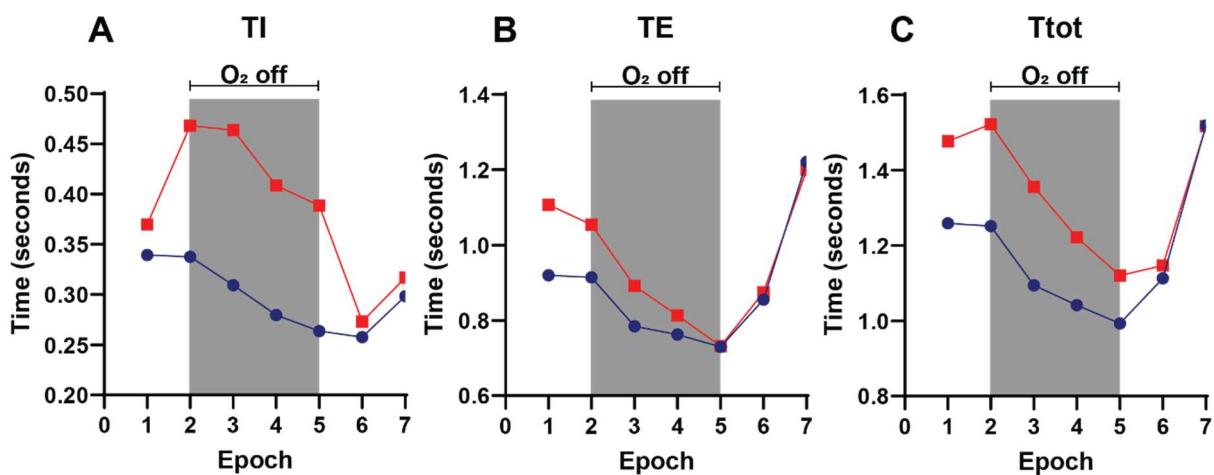 A
TI
O₂ off
0.50
0.45
0.40
0.35
0.30
0.25
0.20
Time (seconds)
0 1 2 3 4 5 6 7
Epoch
B
TE
O₂ off
1.4
1.2
1.0
0.8
0.6
Time (seconds)
0 1 2 3 4 5 6 7
Epoch
C
Ttot
O₂ off
1.6
1.4
1.2
1.0
0.8
Time (seconds)
0 1 2 3 4 5 6 7
Epoch